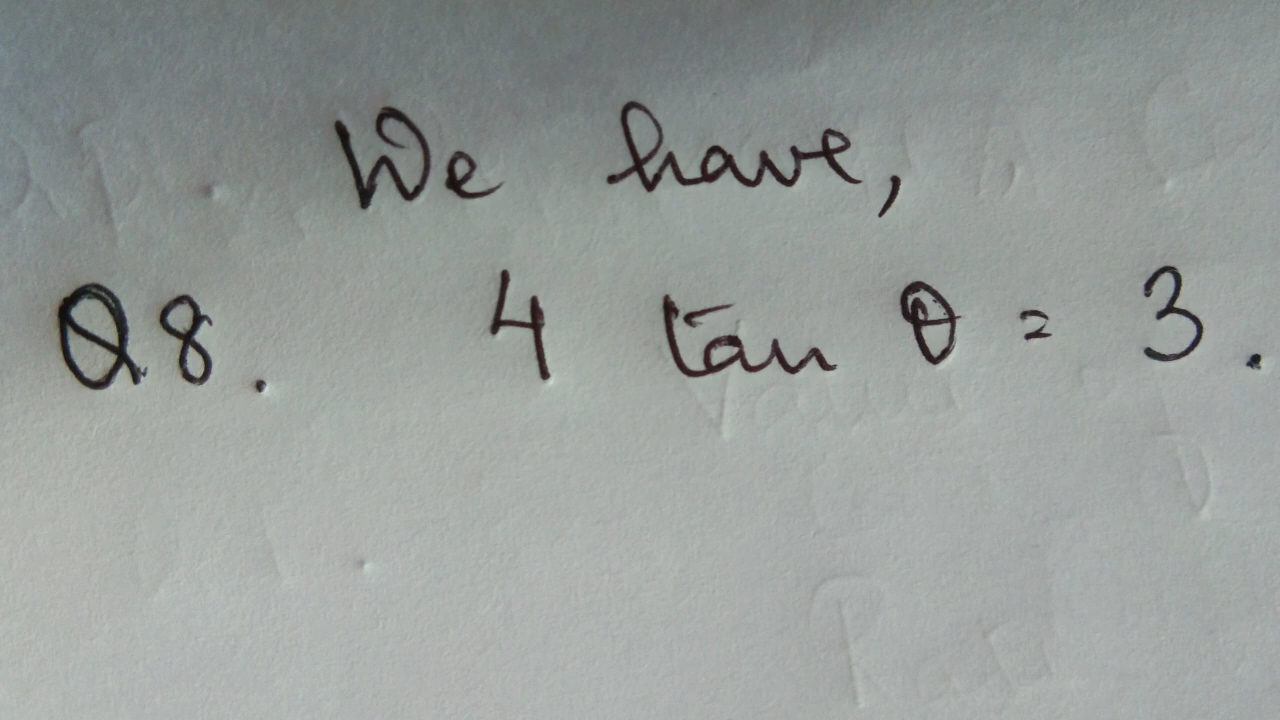 We have,
Q8. 4 tan θ = 3.